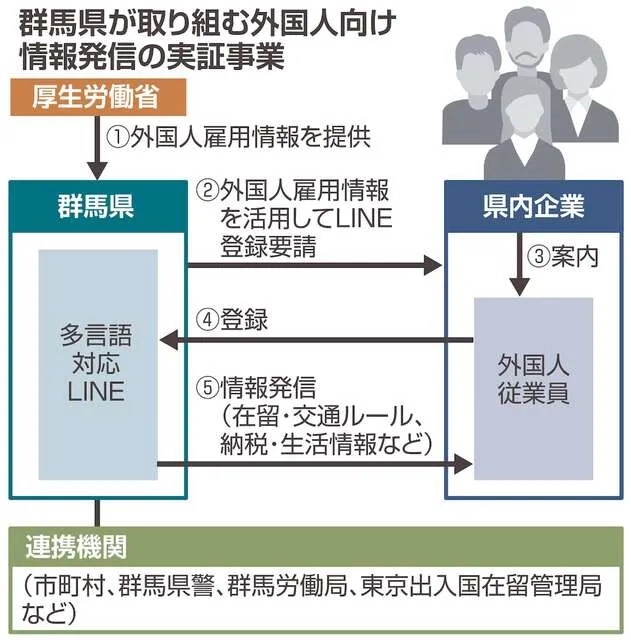 群馬県が取り組む外国人向け
情報発信の実証事業
厚生労働省
①外国人雇用情報を提供
群馬県
②外国人雇用情報
を活用してLINE
登録要請
県内企業
③案内
多言語
対応
LINE
④登録
外国人
従業員
⑤情報発信
（在留・交通ルール、
納税・生活情報など）
連携機関
（市町村、群馬県警、群馬労働局、東京出入国在留管理局
など）